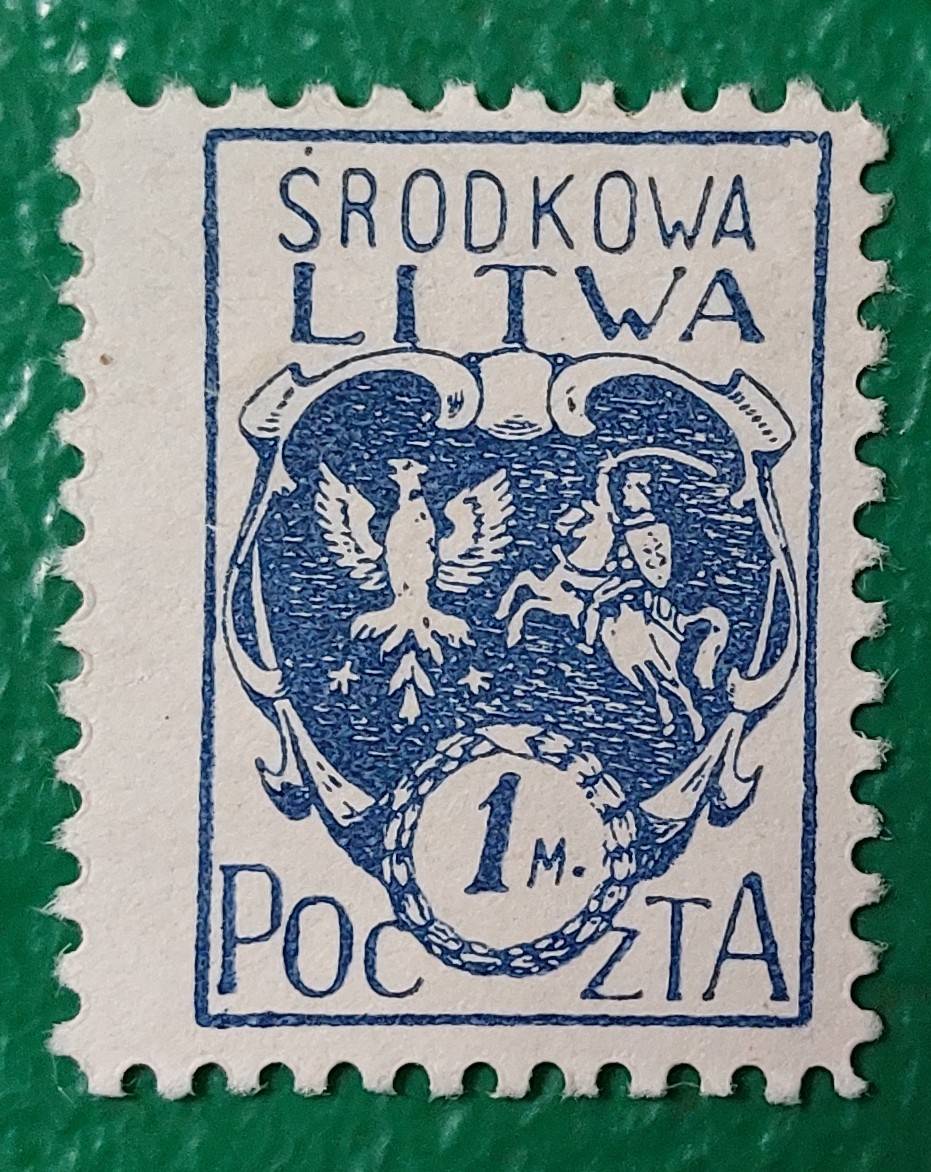 ŚRODKOWA
LITWA
1 M.
POCZTA